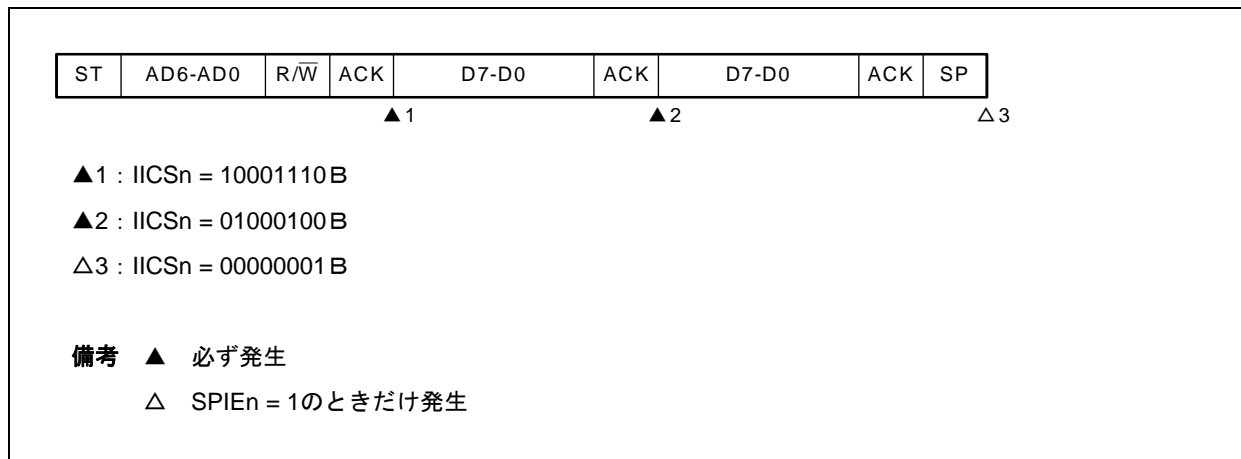 ST AD6-AD0 R/W̅ ACK D7-D0 ACK D7-D0 ACK SP
▲1 ▲2 △3
▲1：IICSn = 10001110B
▲2：IICSn = 01000100B
△3：IICSn = 00000001B
備考 ▲ 必ず発生
△ SPIEn = 1のときだけ発生